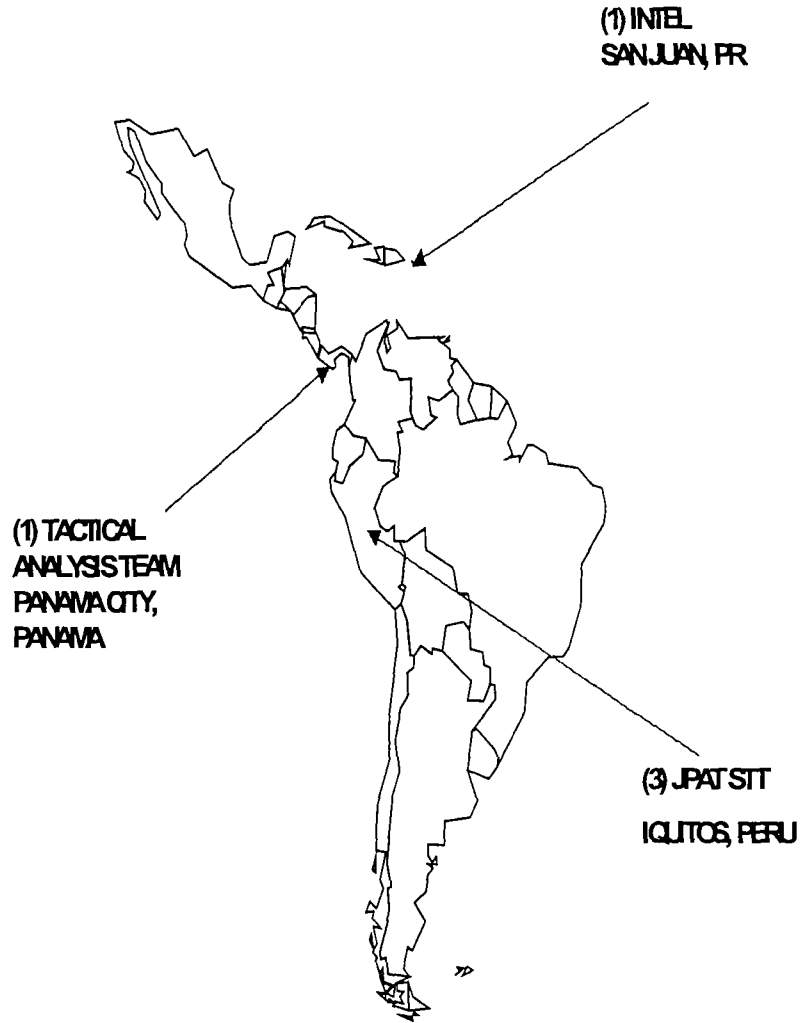 (1) INTEL
SAN JUAN, PR
(1) TACTICAL
ANALYSIS TEAM
PANAMA CITY,
PANAMA
(3) JPAT STT
IQUITOS, PERU